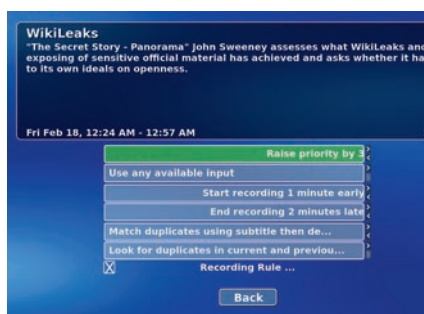 WikiLeaks
"The Secret Story - Panorama" John Sweeney assesses what WikiLeaks and
exposing of sensitive official material has achieved and asks whether it ha
to its own ideals on openness.
Fri Feb 18, 12:24 AM - 12:57 AM
Raise priority by 3
Use any available input
Start recording 1 minute early
End recording 2 minutes late
Match duplicates using subtitle then de...
Look for duplicates in current and previou...
Recording Rule ...
Back